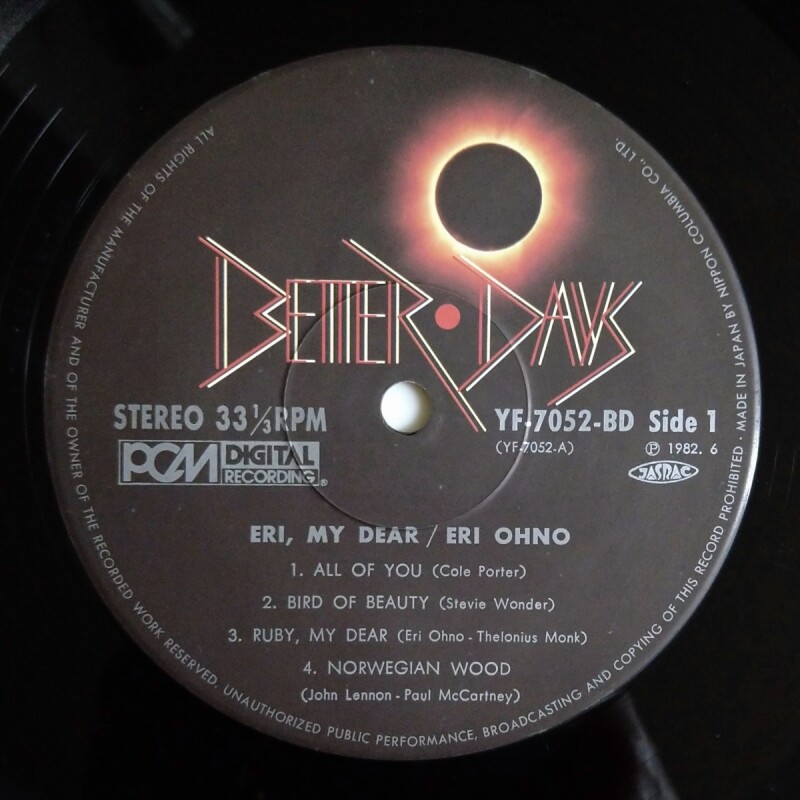 BETTER·DAYS
STEREO 33 1/3 RPM
PCM DIGITAL RECORDING®
YF-7052-BD Side 1
(YF-7052-A)
Ⓟ 1982. 6
JASRAC
ERI, MY DEAR / ERI OHNO
1. ALL OF YOU (Cole Porter)
2. BIRD OF BEAUTY (Stevie Wonder)
3. RUBY, MY DEAR (Eri Ohno - Thelonius Monk)
4. NORWEGIAN WOOD
(John Lennon - Paul McCartney)
ALL RIGHTS OF THE MANUFACTURER AND OF THE OWNER OF THE RECORDED WORK RESERVED. UNAUTHORIZED PUBLIC PERFORMANCE, BROADCASTING AND COPYING OF THIS RECORD PROHIBITED · MADE IN JAPAN BY NIPPON COLUMBIA CO., LTD.